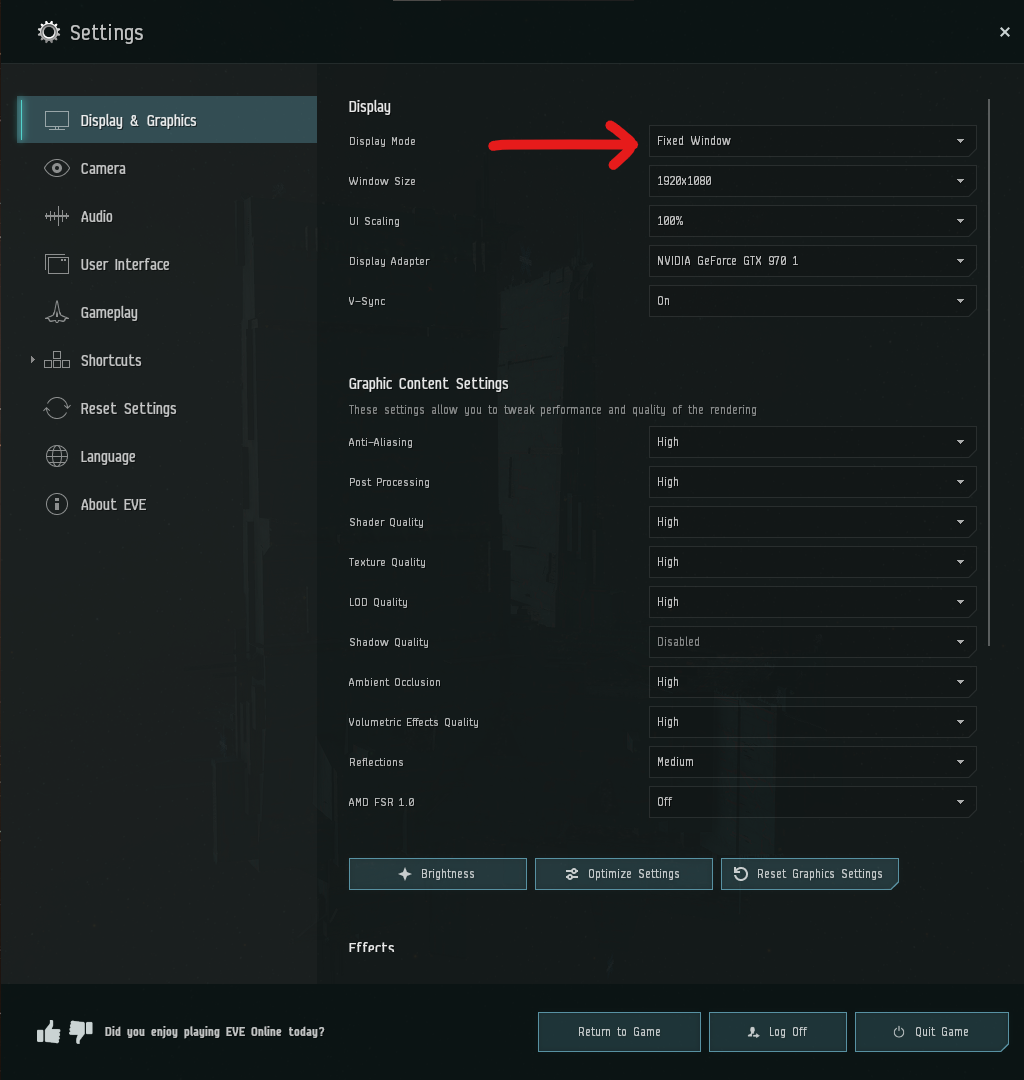 Settings
Display & Graphics
Camera
Audio
User Interface
Gameplay
Shortcuts
Reset Settings
Language
About EVE
Display
Display Mode Fixed Window
Window Size 1920x1080
UI Scaling 100%
Display Adapter NVIDIA GeForce GTX 970 1
V-Sync On
Graphic Content Settings
These settings allow you to tweak performance and quality of the rendering
Anti-Aliasing High
Post Processing High
Shader Quality High
Texture Quality High
LOD Quality High
Shadow Quality Disabled
Ambient Occlusion High
Volumetric Effects Quality High
Reflections Medium
AMD FSR 1.0 Off
Brightness Optimize Settings Reset Graphics Settings
Effects
Did you enjoy playing EVE Online today? Return to Game Log Off Quit Game